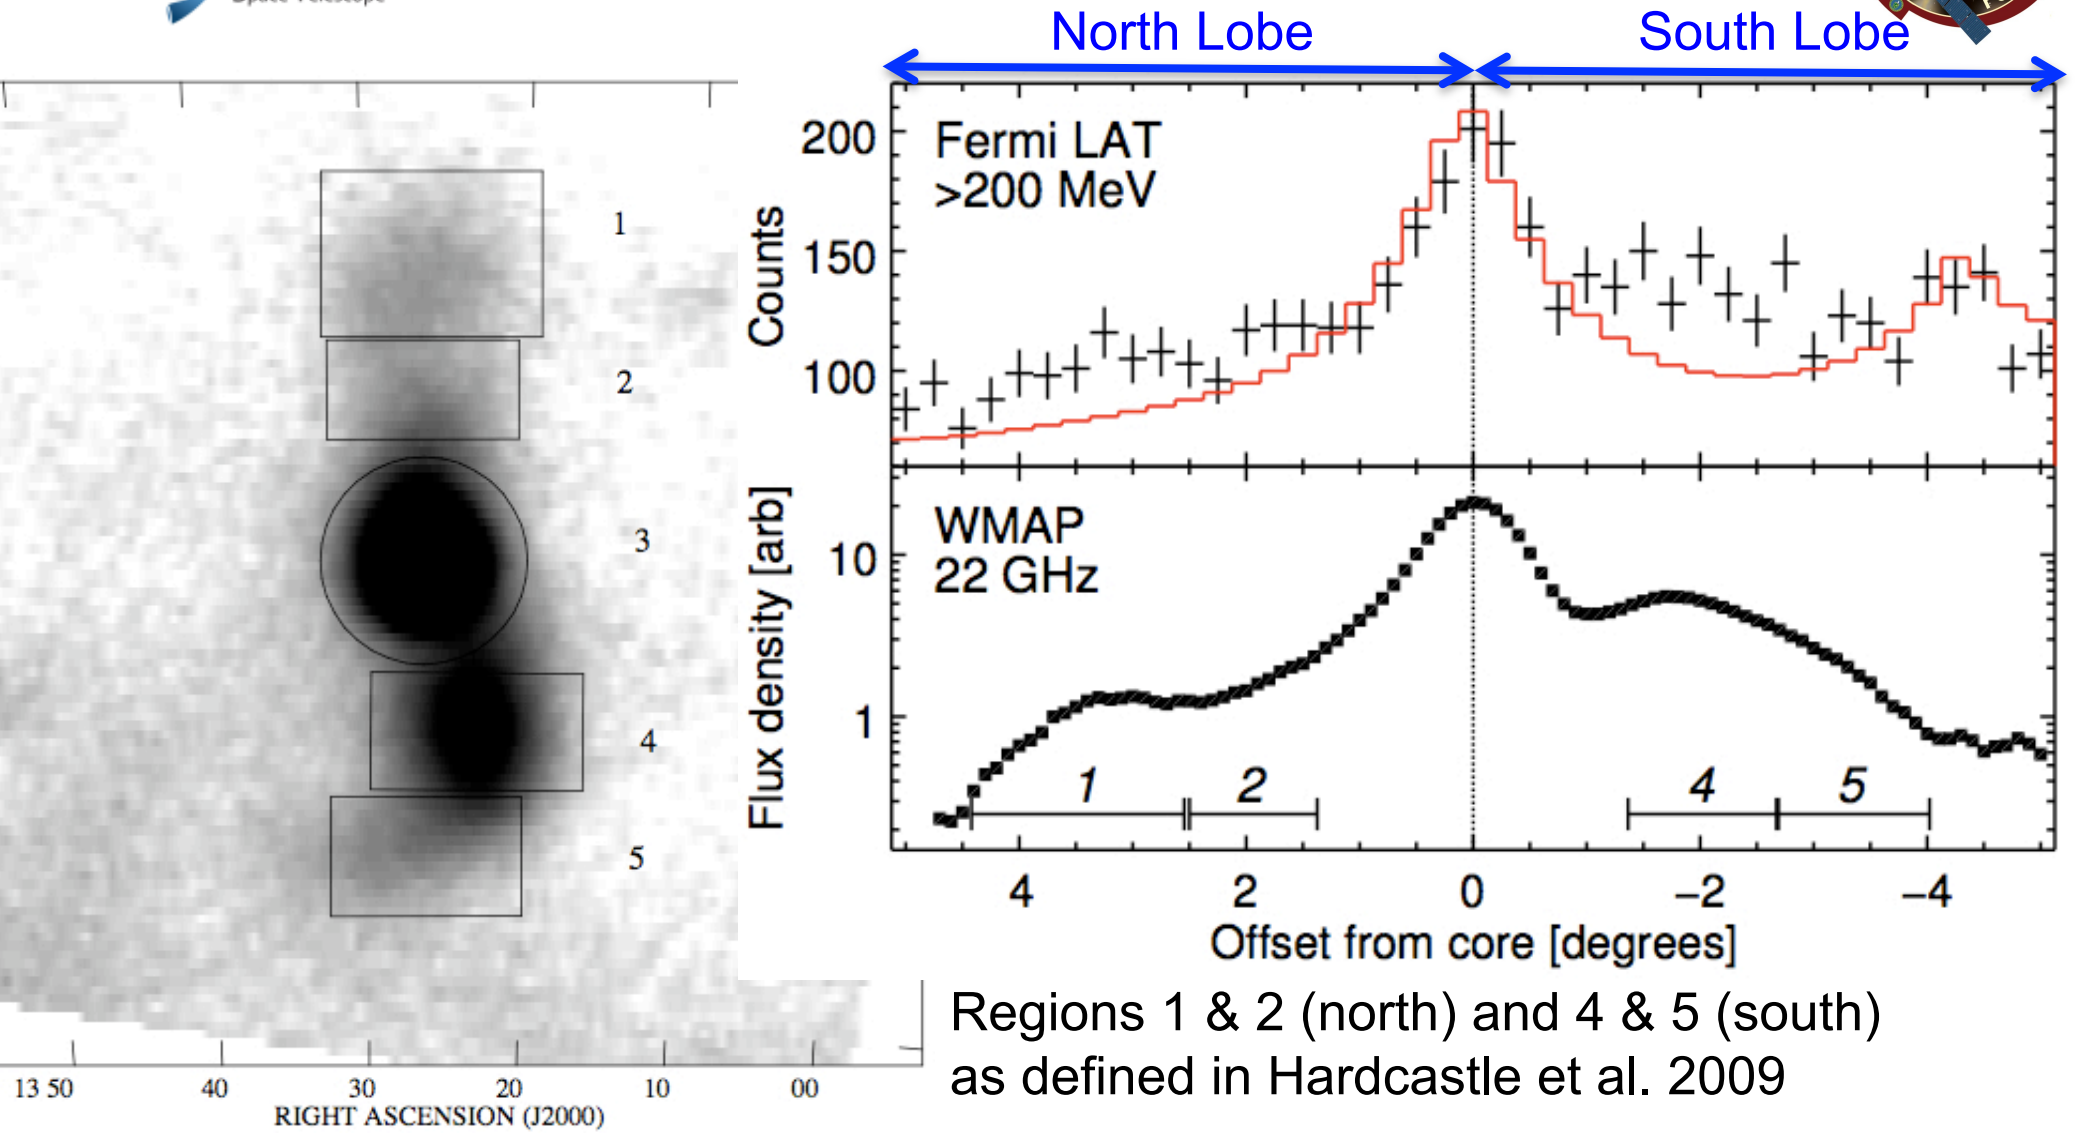 Space Telescope
North Lobe
South Lobe
Fermi LAT
>200 MeV
200
150
100
Counts
WMAP
22 GHz
10
1
Flux density [arb]
1
2
4
5
4
2
0
−2
−4
Offset from core [degrees]
1
2
3
4
5
13 50
40
30
20
10
00
RIGHT ASCENSION (J2000)
Regions 1 & 2 (north) and 4 & 5 (south)
as defined in Hardcastle et al. 2009